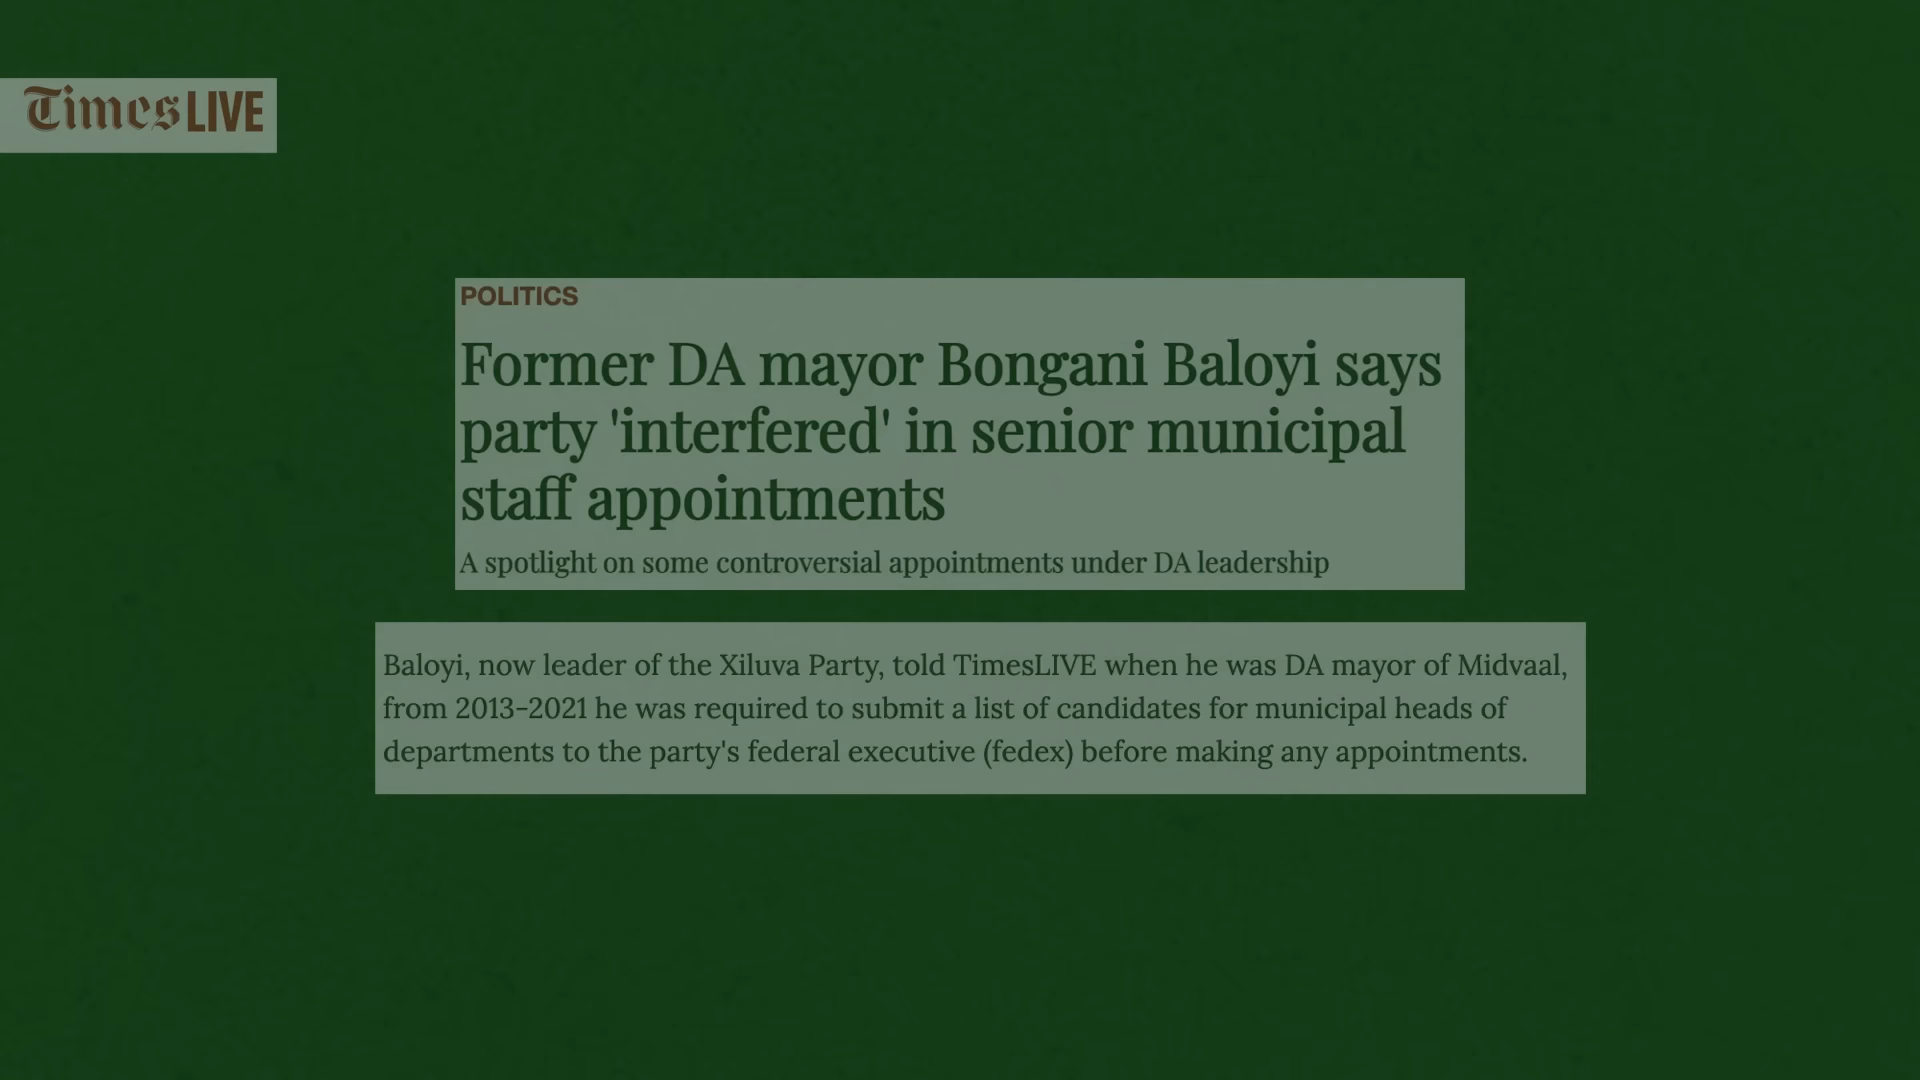 TimesLIVE
POLITICS
Former DA mayor Bongani Baloyi says
party 'interfered' in senior municipal
staff appointments
A spotlight on some controversial appointments under DA leadership
Baloyi, now leader of the Xiluva Party, told TimesLIVE when he was DA mayor of Midvaal,
from 2013-2021 he was required to submit a list of candidates for municipal heads of
departments to the party's federal executive (fedex) before making any appointments.